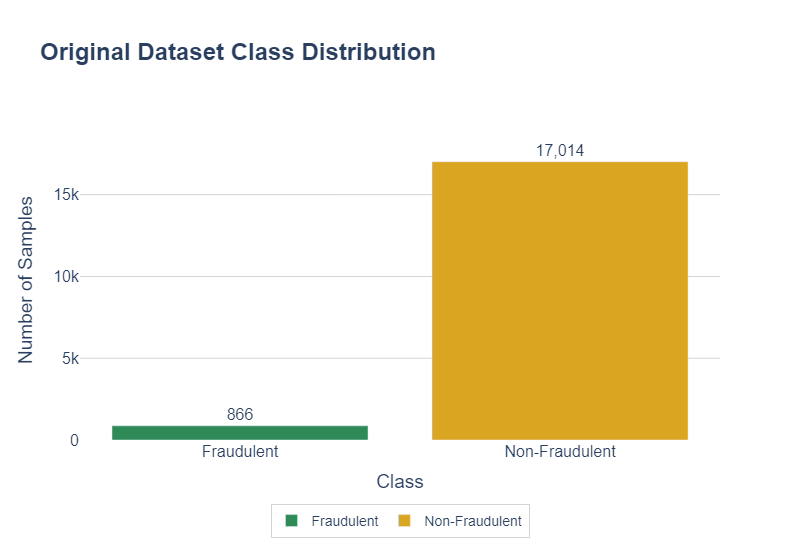 Original Dataset Class Distribution
17,014
15k
10k
5k
866
0
Number of Samples
Fraudulent
Non-Fraudulent
Class
Fraudulent
Non-Fraudulent